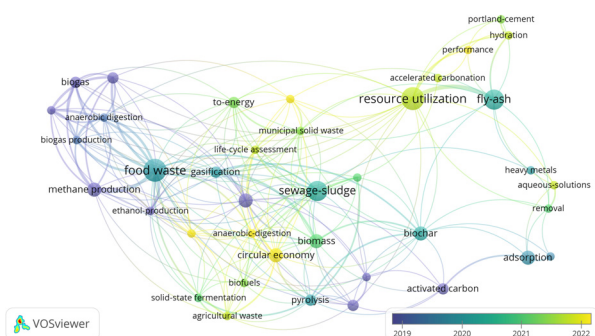 portland-cement
hydration
performance
accelerated carbonation
biogas
resource utilization
fly-ash
to-energy
anaerobic digestion
municipal solid waste
biogas production
life-cycle assessment
food waste
gasification
heavy metals
methane production
sewage-sludge
aqueous-solutions
ethanol-production
removal
anaerobic-digestion
biochar
biomass
circular economy
adsorption
biofuels
activated carbon
solid-state fermentation
pyrolysis
agricultural waste
VOSviewer
2019 2020 2021 2022